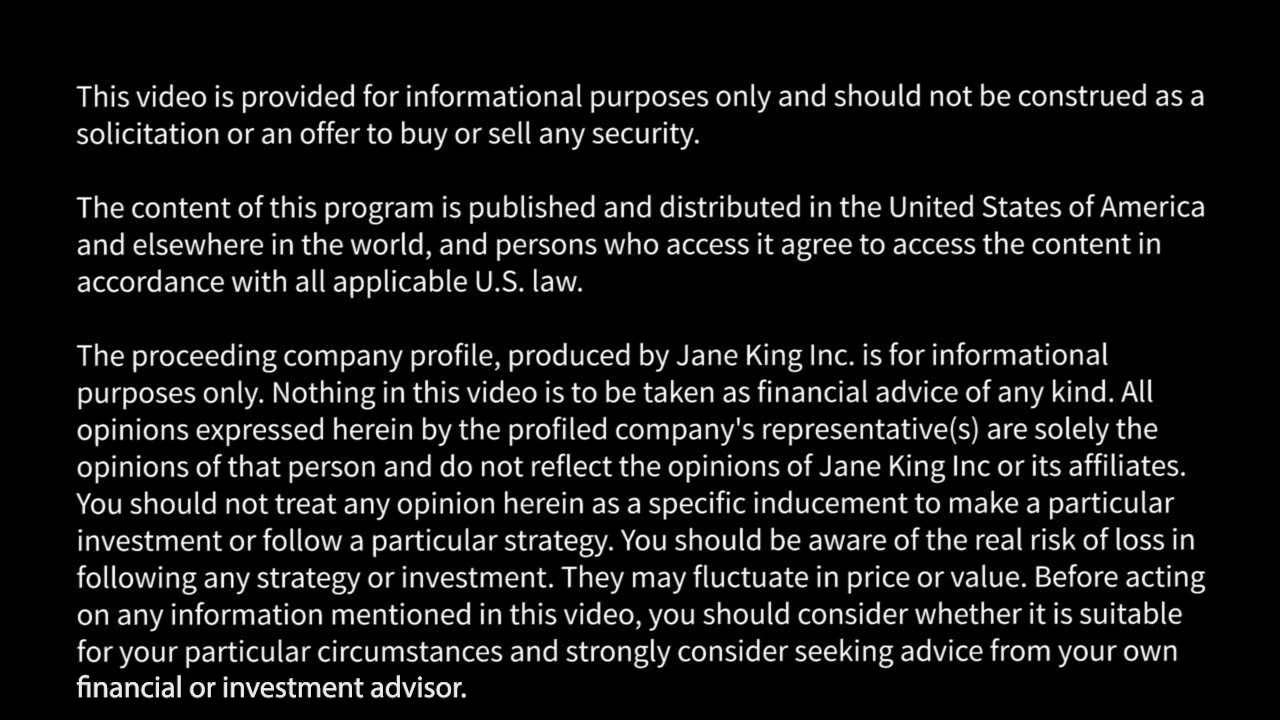 This video is provided for informational purposes only and should not be construed as a
solicitation or an offer to buy or sell any security.
The content of this program is published and distributed in the United States of America
and elsewhere in the world, and persons who access it agree to access the content in
accordance with all applicable U.S. law.
The proceeding company profile, produced by Jane King Inc. is for informational
purposes only. Nothing in this video is to be taken as financial advice of any kind. All
opinions expressed herein by the profiled company's representative(s) are solely the
opinions of that person and do not reflect the opinions of Jane King Inc or its affiliates.
You should not treat any opinion herein as a specific inducement to make a particular
investment or follow a particular strategy. You should be aware of the real risk of loss in
following any strategy or investment. They may fluctuate in price or value. Before acting
on any information mentioned in this video, you should consider whether it is suitable
for your particular circumstances and strongly consider seeking advice from your own
financial or investment advisor.